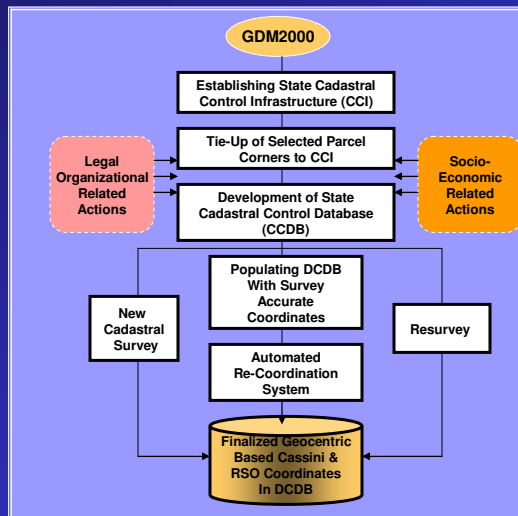 GDM2000
Establishing State Cadastral
Control Infrastructure (CCI)
Tie-Up of Selected Parcel
Corners to CCI
Legal
Organizational
Related
Actions
Socio-
Economic
Related
Actions
Development of State
Cadastral Control Database
(CCDB)
Populating DCDB
With Survey
Accurate
Coordinates
New
Cadastral
Survey
Resurvey
Automated
Re-Coordination
System
Finalized Geocentric
Based Cassini &
RSO Coordinates
In DCDB